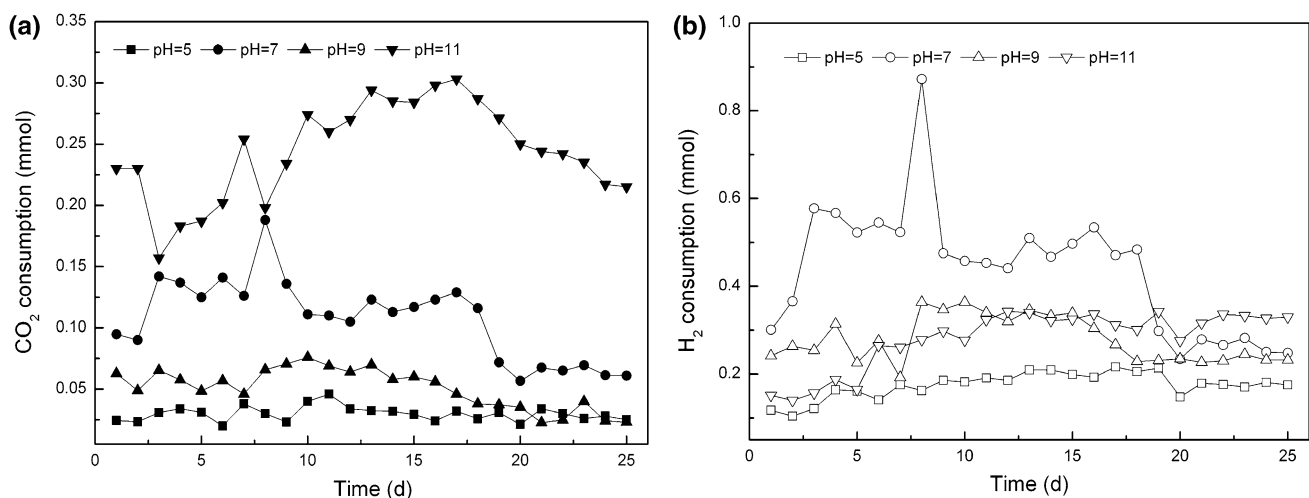 (a)
CO2 consumption (mmol)
0.35
0.30
0.25
0.20
0.15
0.10
0.05
pH=5 pH=7 pH=9 pH=11
0 5 10 15 20 25
Time (d)
(b)
H2 consumption (mmol)
1.0
0.8
0.6
0.4
0.2
pH=5 pH=7 pH=9 pH=11
0 5 10 15 20 25
Time (d)